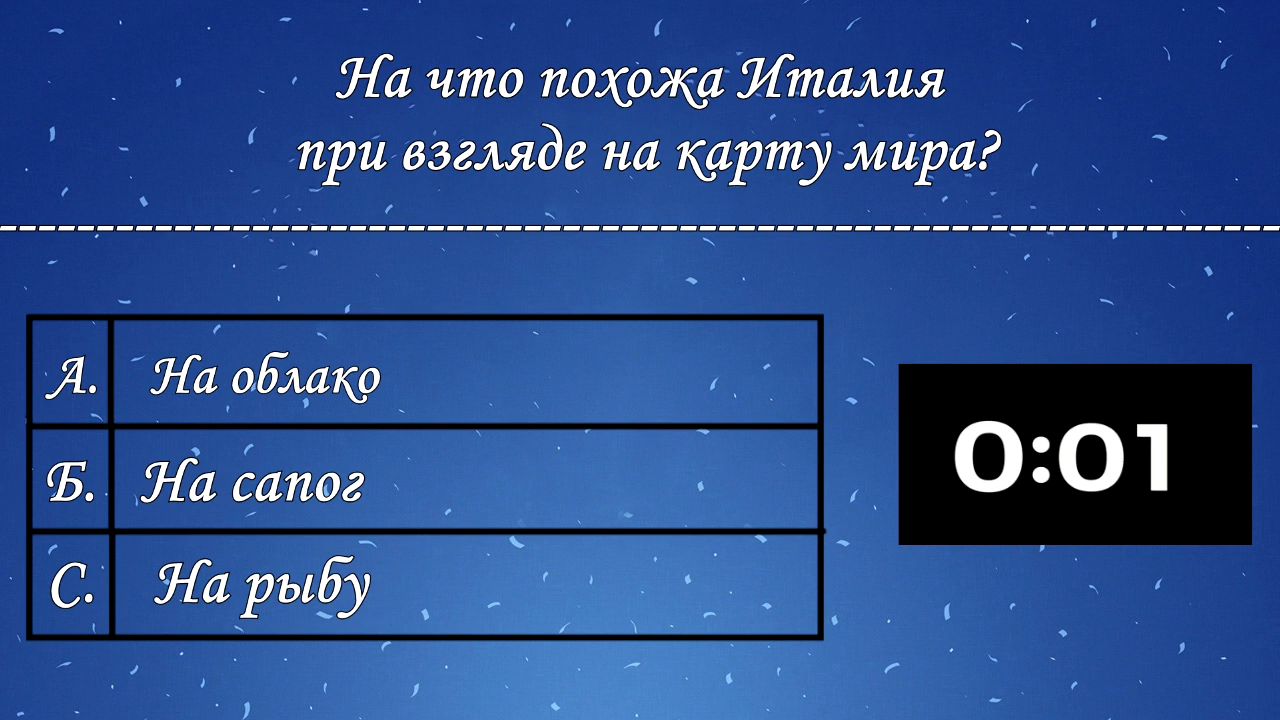 На что похожа Италия
при взгляде на карту мира?
А. На облако
Б. На сапог
С. На рыбу
0:01